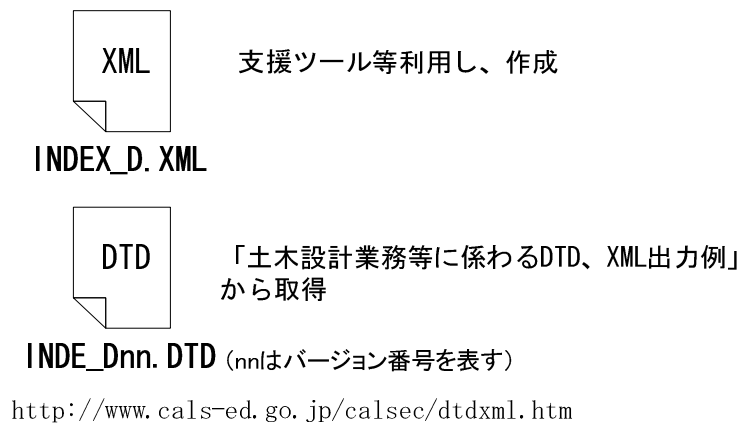 XML
支援ツール等利用し、作成
INDEX_D.XML
DTD
「土木設計業務等に係わるDTD、XML出力例」
から取得
INDE_Dnn.DTD（nnはバージョン番号を表す）
http://www.cals-ed.go.jp/calsec/dtdxml.htm